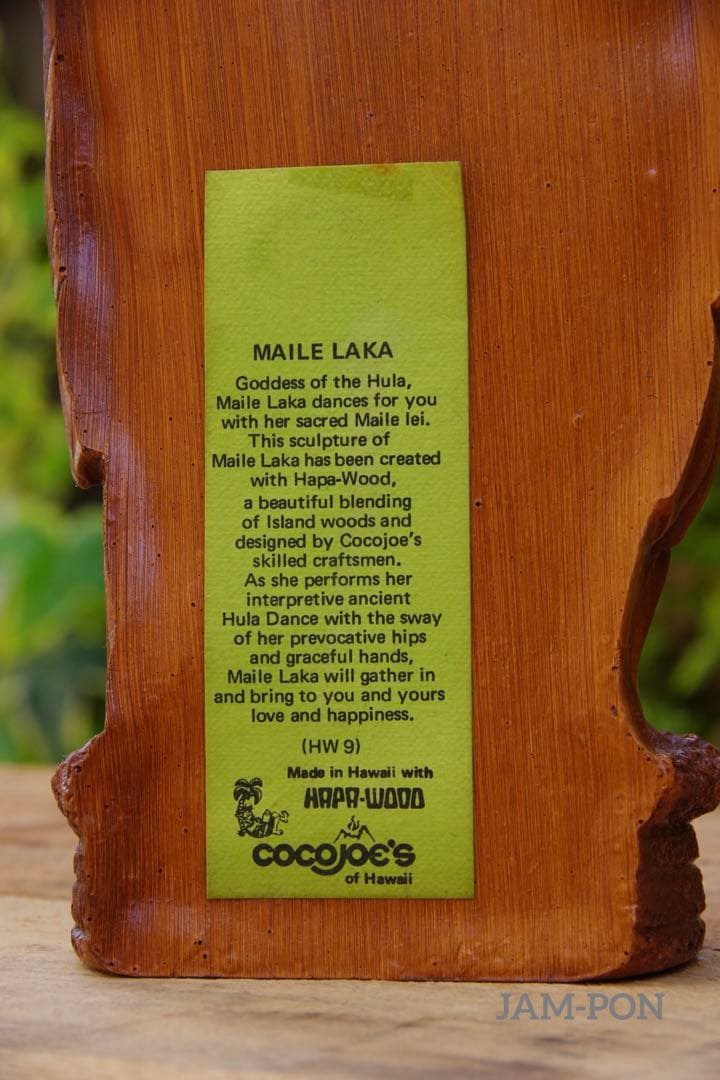 MAILE LAKA
Goddess of the Hula,
Maile Laka dances for you
with her sacred Maile lei.
This sculpture of
Maile Laka has been created
with Hapa-Wood,
a beautiful blending
of Island woods and
designed by Cocojoe's
skilled craftsmen.
As she performs her
interpretive ancient
Hula Dance with the sway
of her prevocative hips
and graceful hands,
Maile Laka will gather in
and bring to you and yours
love and happiness.
(HW 9)
Made in Hawaii with
HAPA-WOOD
COCOJOE'S
of Hawaii
JAM-PON